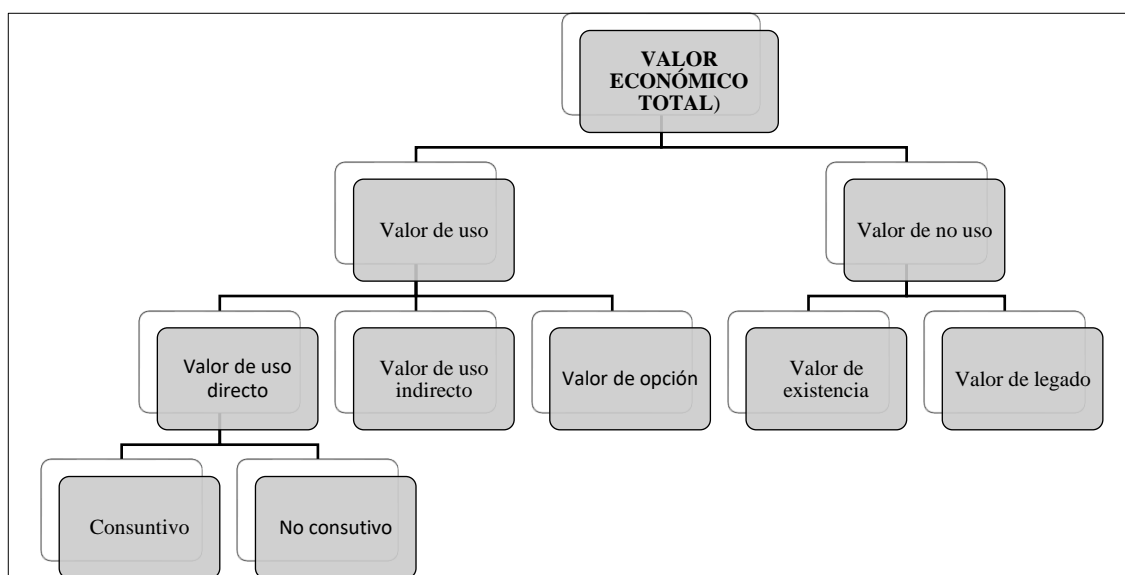 VALOR
ECONÓMICO
TOTAL)
Valor de uso
Valor de no uso
Valor de uso
directo
Valor de uso
indirecto
Valor de opción
Valor de
existencia
Valor de legado
Consuntivo
No consutivo